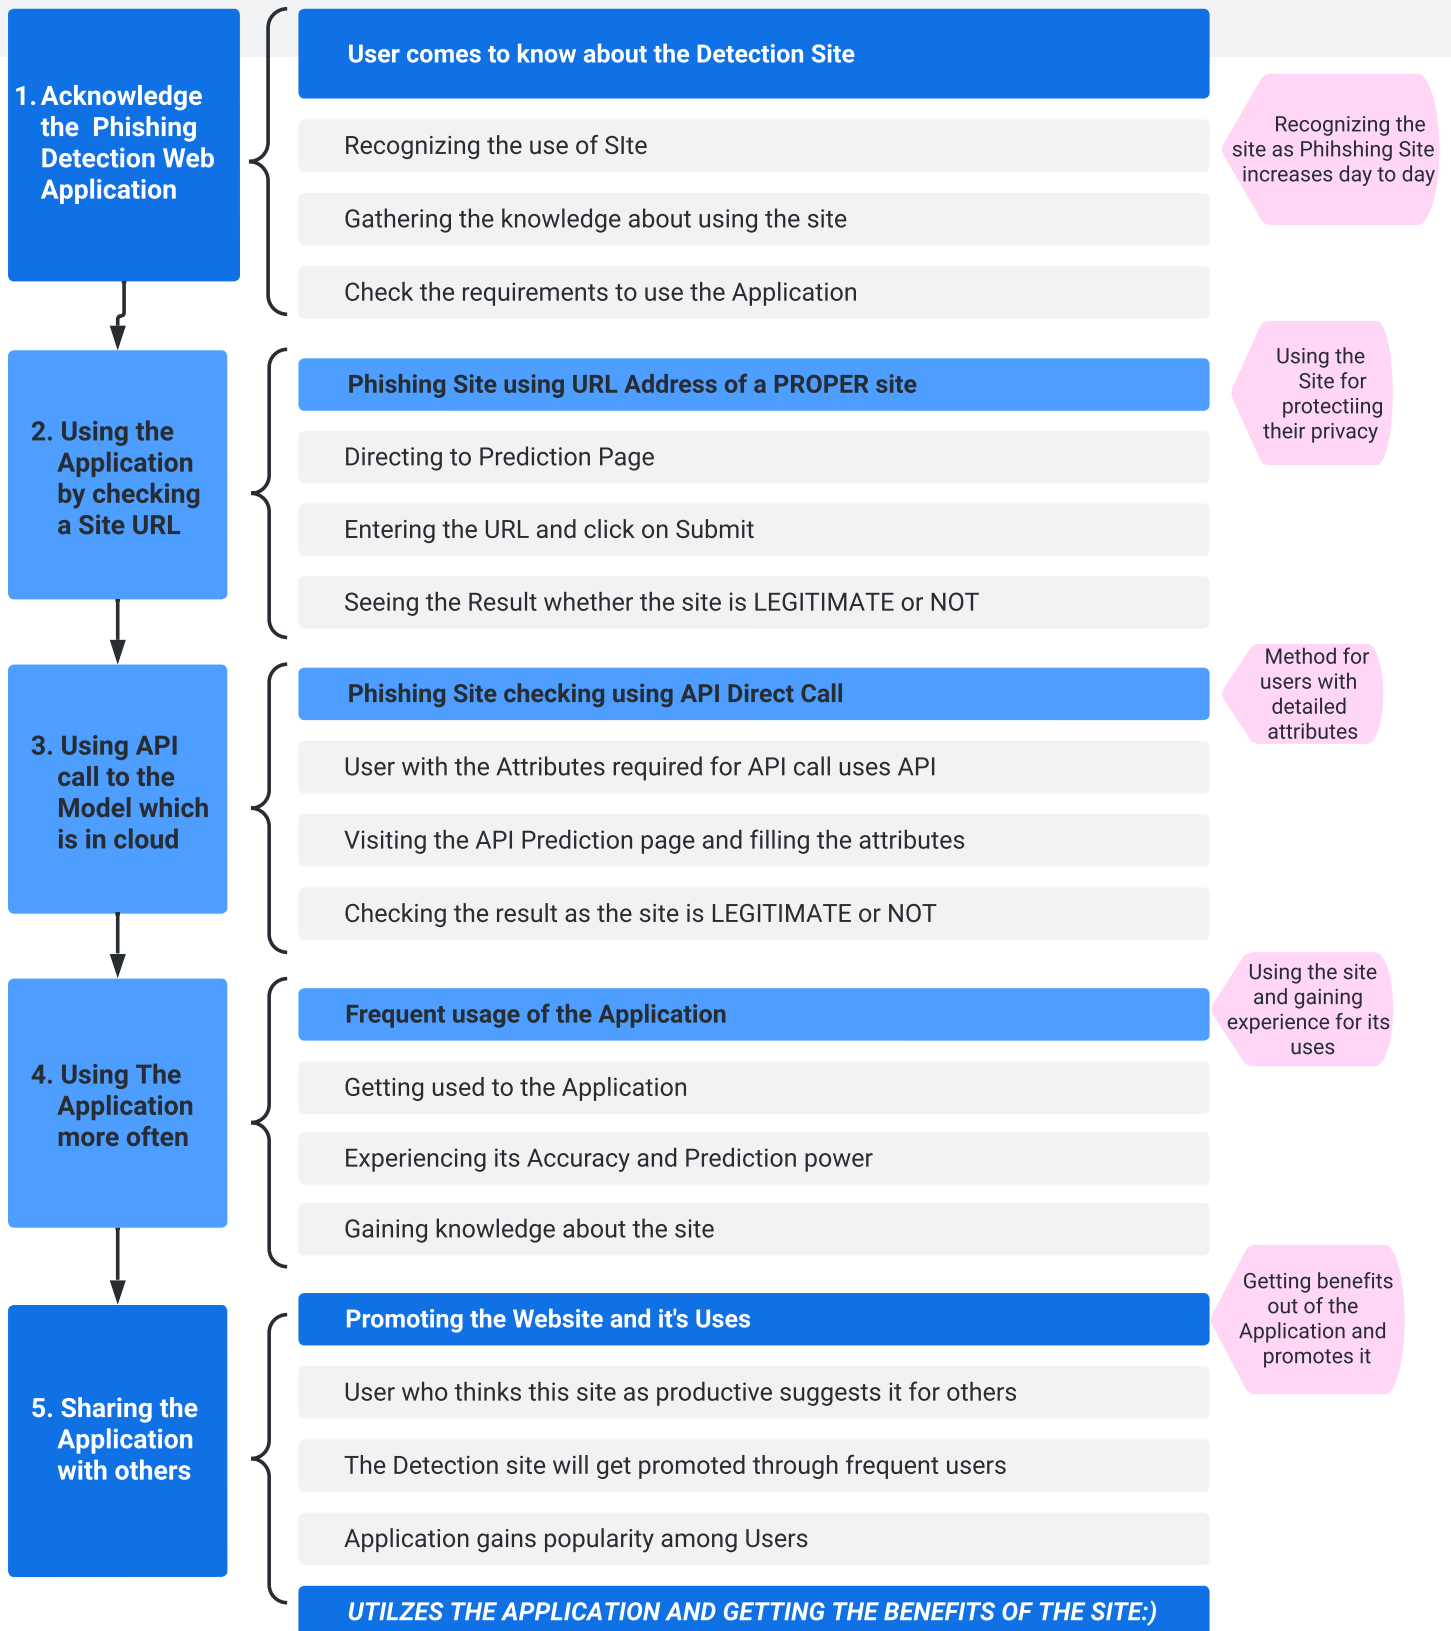 1. Acknowledge
the Phishing
Detection Web
Application
User comes to know about the Detection Site
Recognizing the use of SIte
Gathering the knowledge about using the site
Check the requirements to use the Application
Recognizing the
site as Phihshing Site
increases day to day
2. Using the
Application
by checking
a Site URL
Phishing Site using URL Address of a PROPER site
Directing to Prediction Page
Entering the URL and click on Submit
Seeing the Result whether the site is LEGITIMATE or NOT
Using the
Site for
protectiing
their privacy
3. Using API
call to the
Model which
is in cloud
Phishing Site checking using API Direct Call
User with the Attributes required for API call uses API
Visiting the API Prediction page and filling the attributes
Checking the result as the site is LEGITIMATE or NOT
Method for
users with
detailed
attributes
4. Using The
Application
more often
Frequent usage of the Application
Getting used to the Application
Experiencing its Accuracy and Prediction power
Gaining knowledge about the site
Using the site
and gaining
experience for its
uses
5. Sharing the
Application
with others
Promoting the Website and it's Uses
User who thinks this site as productive suggests it for others
The Detection site will get promoted through frequent users
Application gains popularity among Users
UTILZES THE APPLICATION AND GETTING THE BENEFITS OF THE SITE:)
Getting benefits
out of the
Application and
promotes it